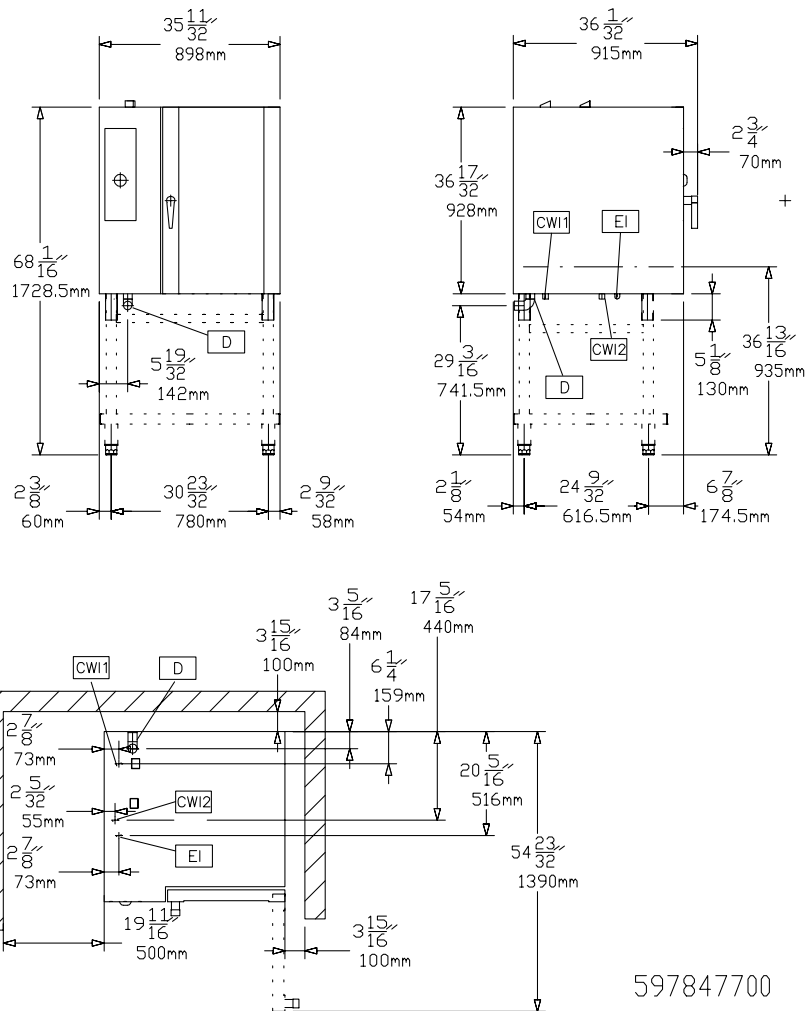 35 11/32″
898mm
36 1/32″
915mm
2 3/4″
70mm
36 17/32″
928mm
CWI1
EI
68 1/16″
1728.5mm
D
CWI2
D
5 19/32″
142mm
29 3/16″
741.5mm
5 1/8″
130mm
36 13/16″
935mm
2 3/8″
60mm
30 23/32″
780mm
2 9/32″
58mm
2 1/8″
54mm
24 9/32″
616.5mm
6 7/8″
174.5mm
17 5/16″
440mm
3 5/16″
84mm
3 15/16″
100mm
6 1/4″
159mm
CWI1
D
2 7/8″
73mm
20 5/16″
516mm
2 5/32″
55mm
CWI2
2 7/8″
73mm
EI
54 23/32″
1390mm
19 11/16″
500mm
3 15/16″
100mm
597847700